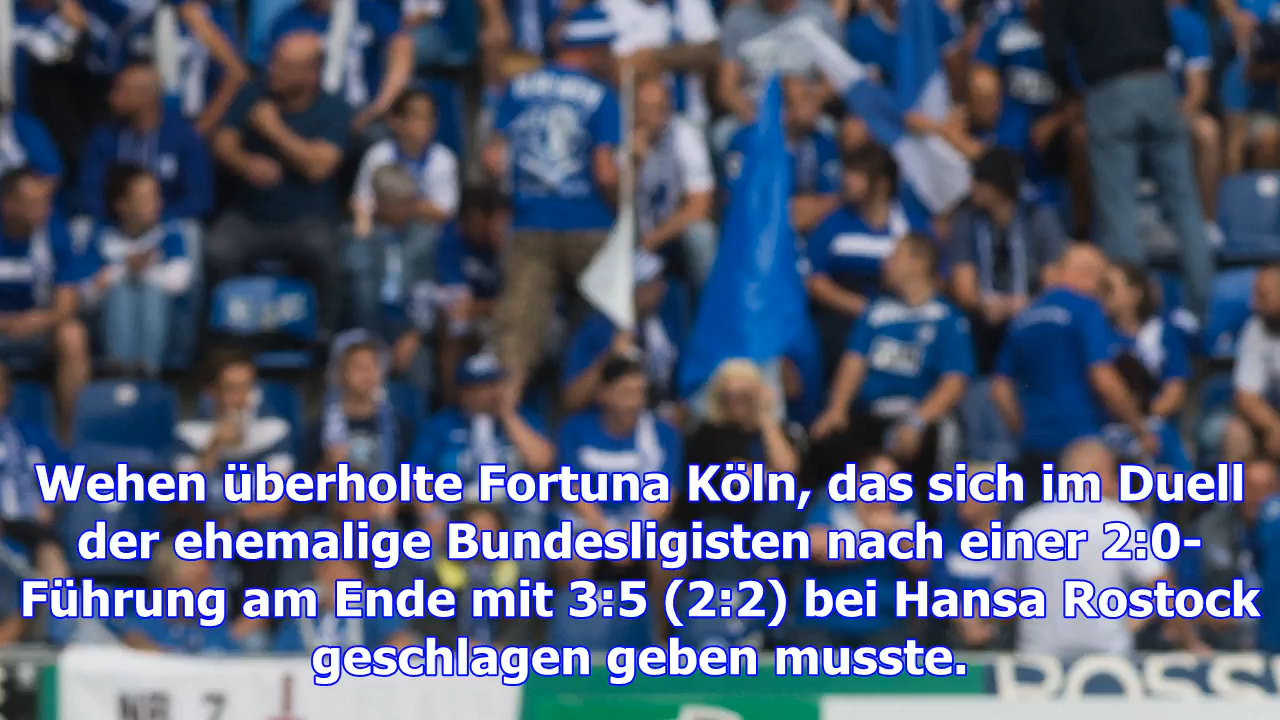 Wehen überholte Fortuna Köln, das sich im Duell
der ehemalige Bundesligisten nach einer 2:0-
Führung am Ende mit 3:5 (2:2) bei Hansa Rostock
geschlagen geben musste.